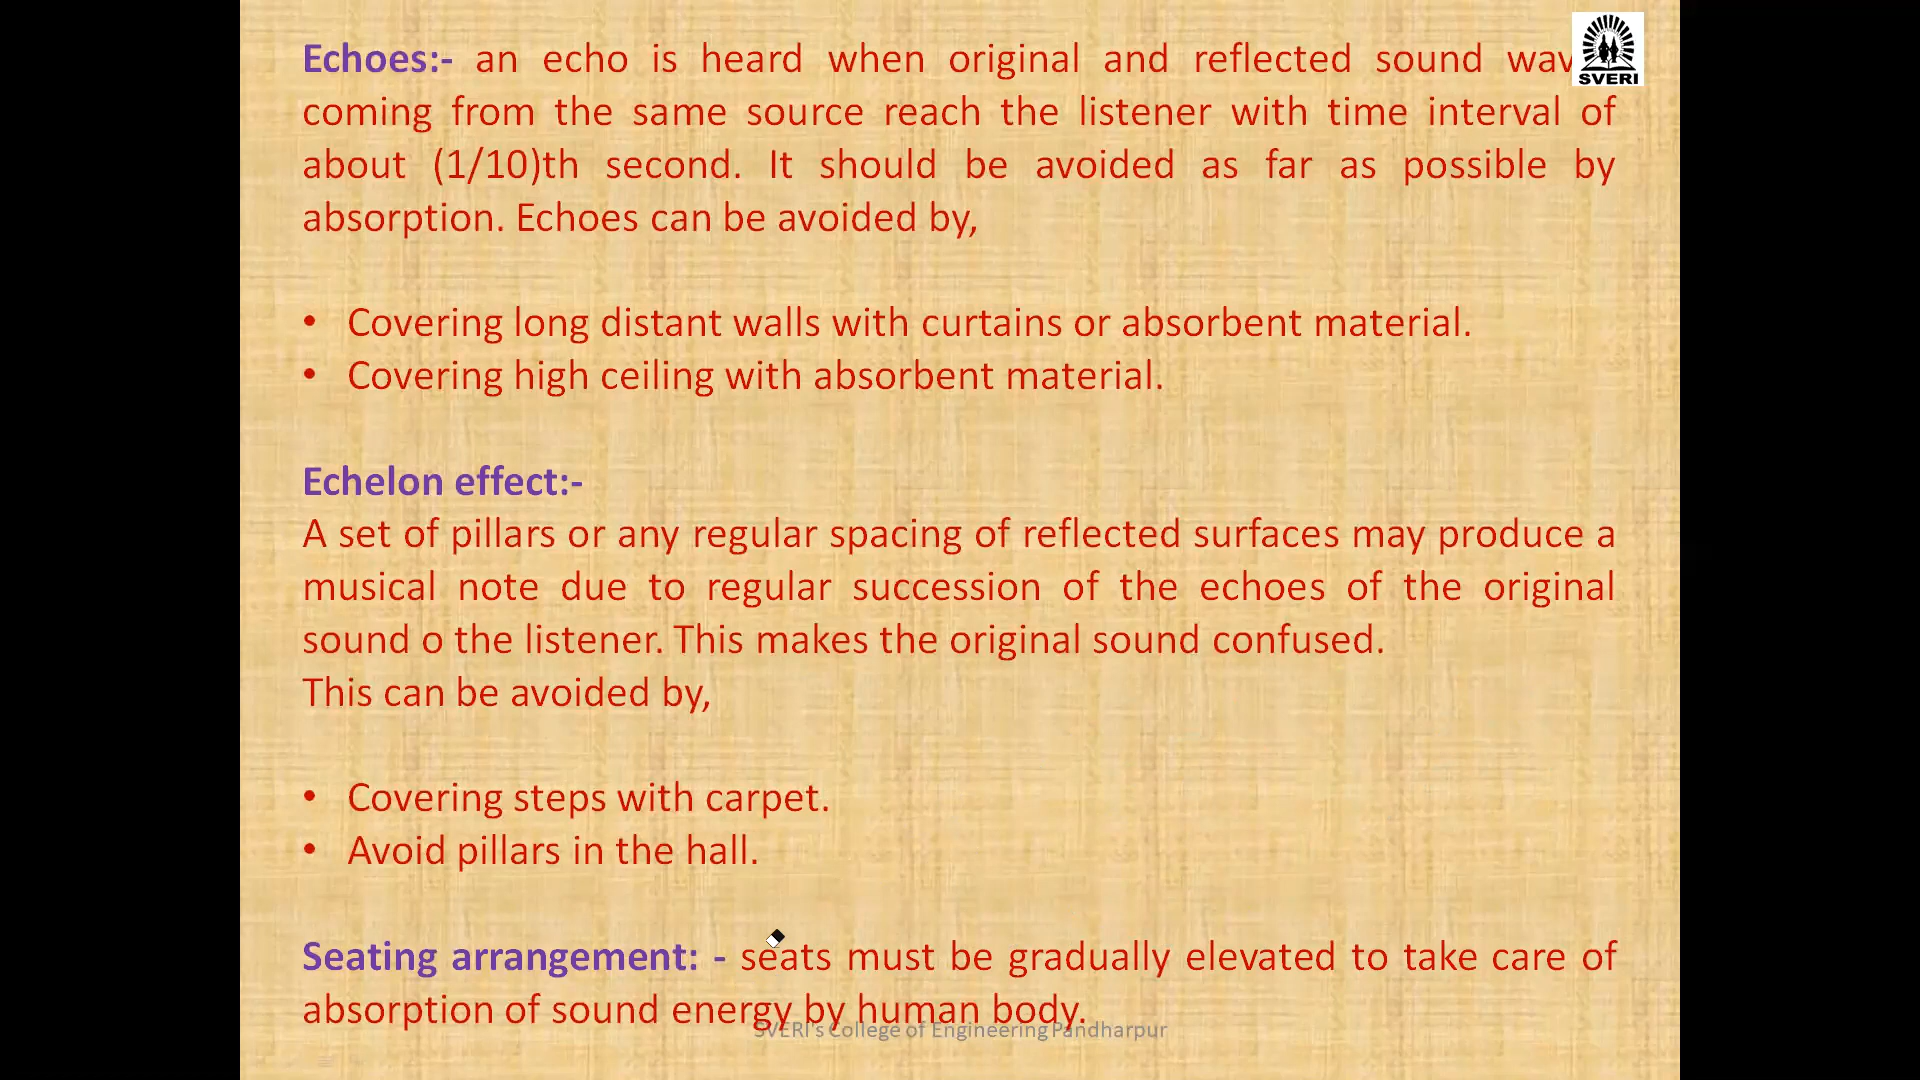 Echoes:- an echo is heard when original and reflected sound
SVERI
coming from the same source reach the listener with time interval of
about (1/10)th second. It should be avoided as far as possible by
absorption. Echoes can be avoided by,
• Covering long distant walls with curtains or absorbent material.
• Covering high ceiling with absorbent material.
Echelon effect:-
A set of pillars or any regular spacing of reflected surfaces may produce a
musical note due to regular succession of the echoes of the original
sound o the listener. This makes the original sound confused.
This can be avoided by,
• Covering steps with carpet.
• Avoid pillars in the hall.
Seating arrangement: - seats must be gradually elevated to take care of
absorption of sound energy by human body.
SVERI's College of Engineering Pandharpur